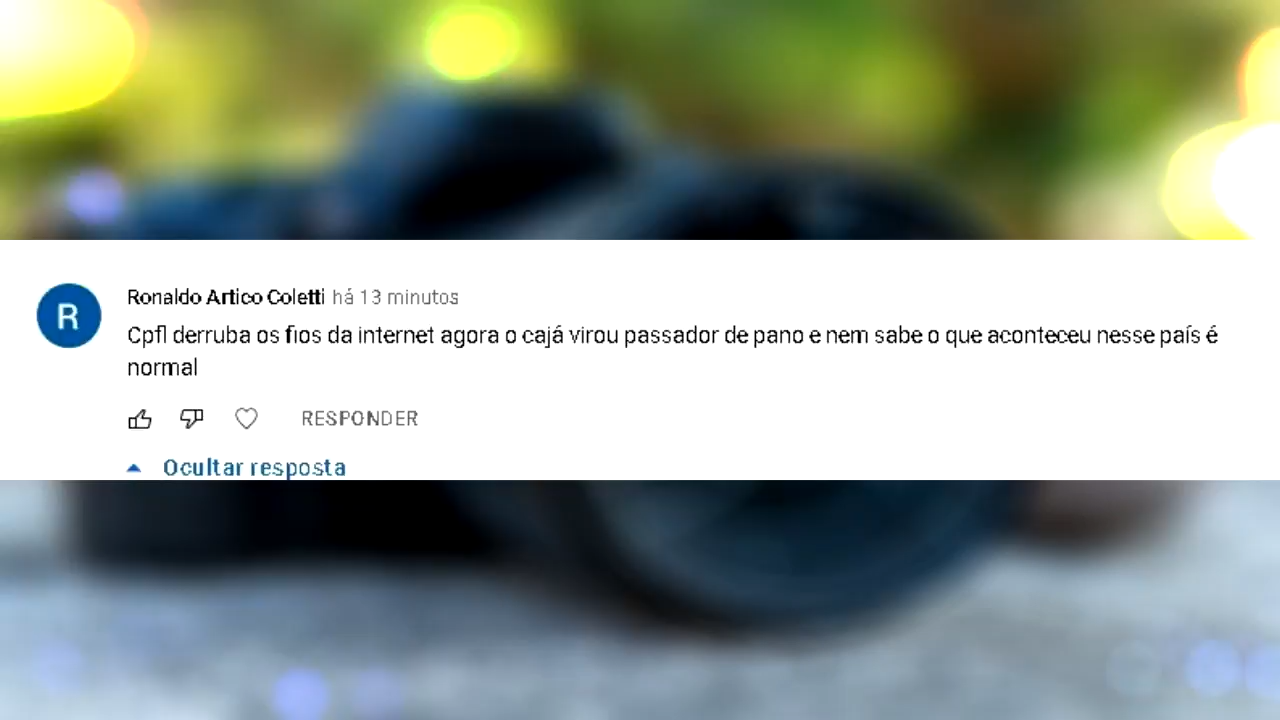 R
Ronaldo Artico Coletti há 13 minutos
Cpfl derruba os fios da internet agora o cajá virou passador de pano e nem sabe o que aconteceu nesse país é
normal
RESPONDER
Ocultar resposta